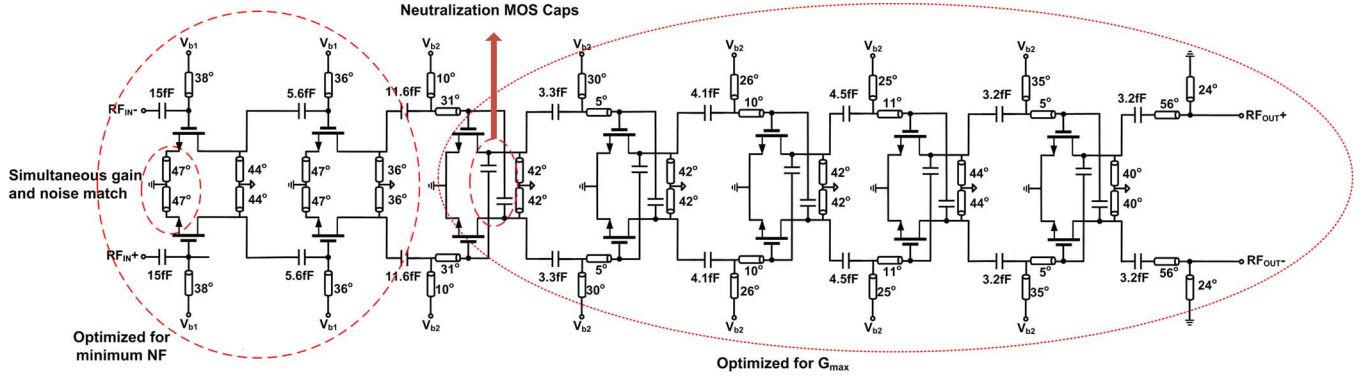 Neutralization MOS Caps
Vb1
Vb1
Vb2
Vb2
Vb2
Vb2
Vb2
38°
36°
10°
30°
26°
25°
35°
24°
15fF
5.6fF
11.6fF
31°
3.3fF
5°
4.1fF
10°
4.5fF
11°
3.2fF
5°
3.2fF
56°
RFIN-
RFOUT+
Simultaneous gain
and noise match
47°
47°
44°
44°
47°
47°
36°
36°
42°
42°
42°
42°
42°
42°
44°
44°
40°
40°
RFIN+
RFOUT-
15fF
5.6fF
11.6fF
31°
3.3fF
5°
4.1fF
10°
4.5fF
11°
3.2fF
5°
3.2fF
56°
38°
36°
10°
30°
26°
25°
35°
24°
Vb1
Vb1
Vb2
Vb2
Vb2
Vb2
Vb2
Optimized for
minimum NF
Optimized for Gmax